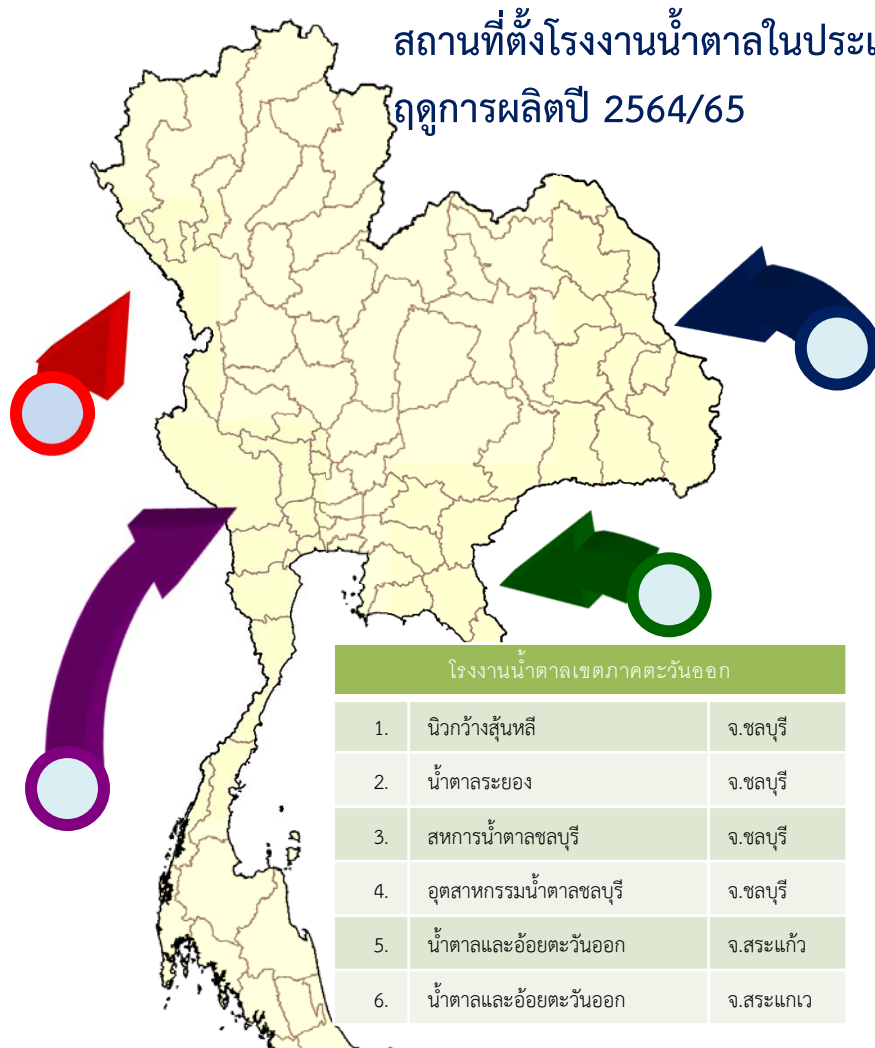 สถานที่ตั้งโรงงานน้ำตาลในประเ
ฤดูการผลิตปี 2564/65
โรงงานน้ำตาลเขตภาคตะวันออก
1. นิวกว้างสุ้นหลี จ.ชลบุรี
2. น้ำตาลระยอง จ.ชลบุรี
3. สหการน้ำตาลชลบุรี จ.ชลบุรี
4. อุตสาหกรรมน้ำตาลชลบุรี จ.ชลบุรี
5. น้ำตาลและอ้อยตะวันออก จ.สระแก้ว
6. น้ำตาลและอ้อยตะวันออก จ.สระแกเว